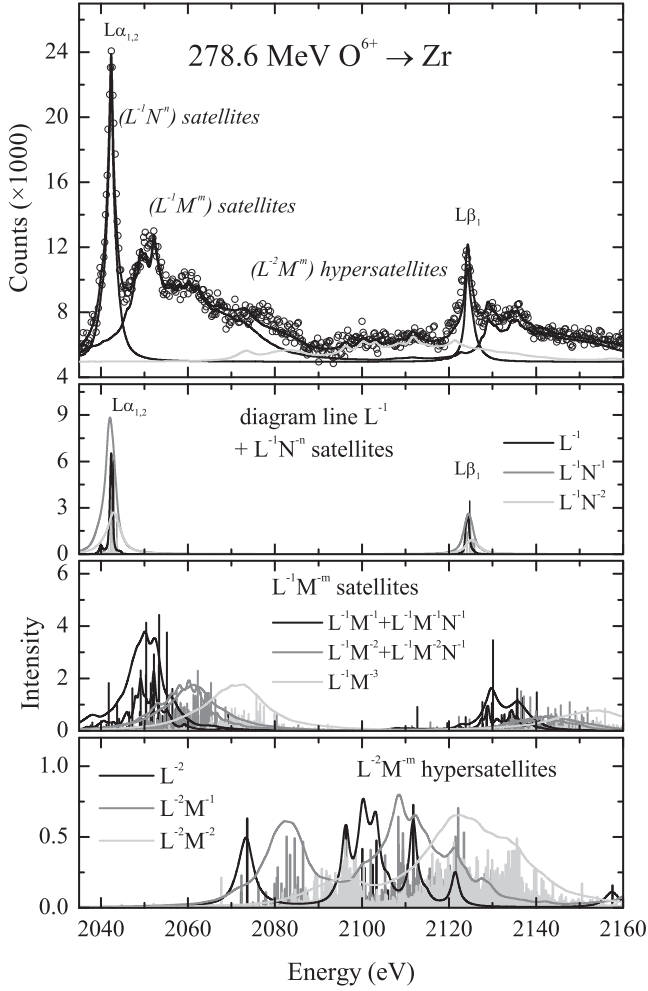 Lα1,2
278.6 MeV O6+ → Zr
24
(L-1Nn) satellites
20
16
(L-1Mm) satellites
Lβ1
12
(L-2Mm) hypersatellites
8
4
Counts (×1000)
Lα1,2
diagram line L-1
+ L-1N-n satellites
9
6
3
0
Lβ1
L-1
L-1N-1
L-1N-2
L-1M-m satellites
6
4
2
0
L-1M-1+L-1M-1N-1
L-1M-2+L-1M-2N-1
L-1M-3
Intensity
L-2M-m hypersatellites
1.0
0.5
0.0
L-2
L-2M-1
L-2M-2
2040 2060 2080 2100 2120 2140 2160
Energy (eV)